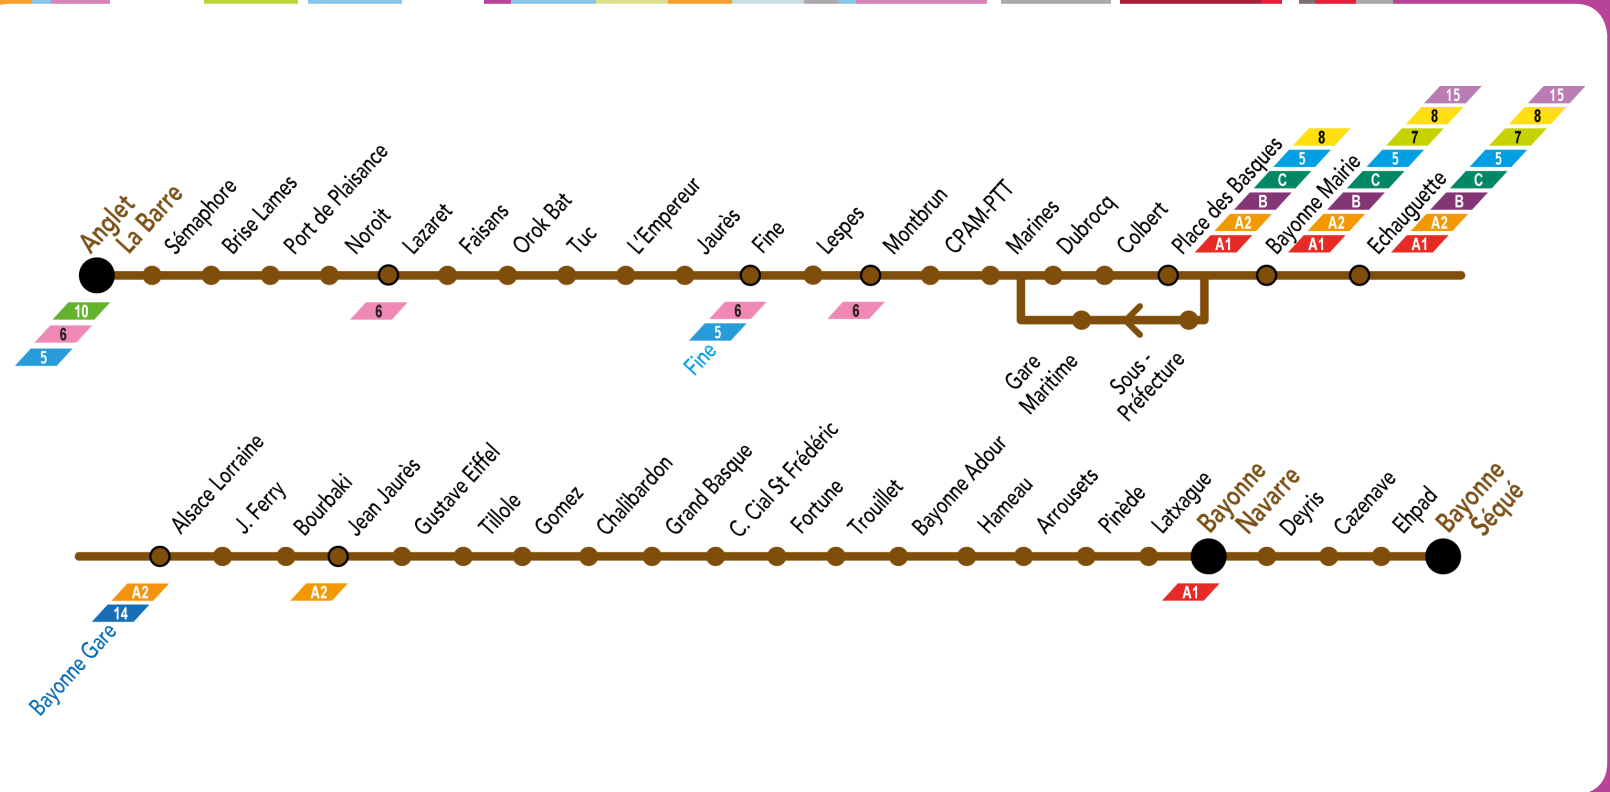 Anglet
La Barre
Sémaphore
Brise Lames
Port de Plaisance
Noroit
Lazaret
Faisans
Orok Bat
Tuc
L'Empereur
Jaurès
Fine
Lespes
Montbrun
CPAM-PTT
Marines
Dubrocq
Colbert
Place des Basques
8
5
C
B
A2
A1
Bayonne Mairie
15
8
7
5
C
B
A2
A1
Echauguette
15
8
7
5
C
B
A2
A1
10
6
5
6
6
5
Fine
6
Gare
Maritime
Sous -
Préfecture
Alsace Lorraine
J. Ferry
Bourbaki
Jean Jaurès
Gustave Eiffel
Tillole
Gomez
Chalibardon
Grand Basque
C. Cial St Frédéric
Fortune
Trouillet
Bayonne Adour
Hameau
Arrousets
Pinède
Latxague
Bayonne
Navarre
Deyris
Cazenave
Ehpad
Bayonne
Séqué
A2
14
Bayonne Gare
A2
A1